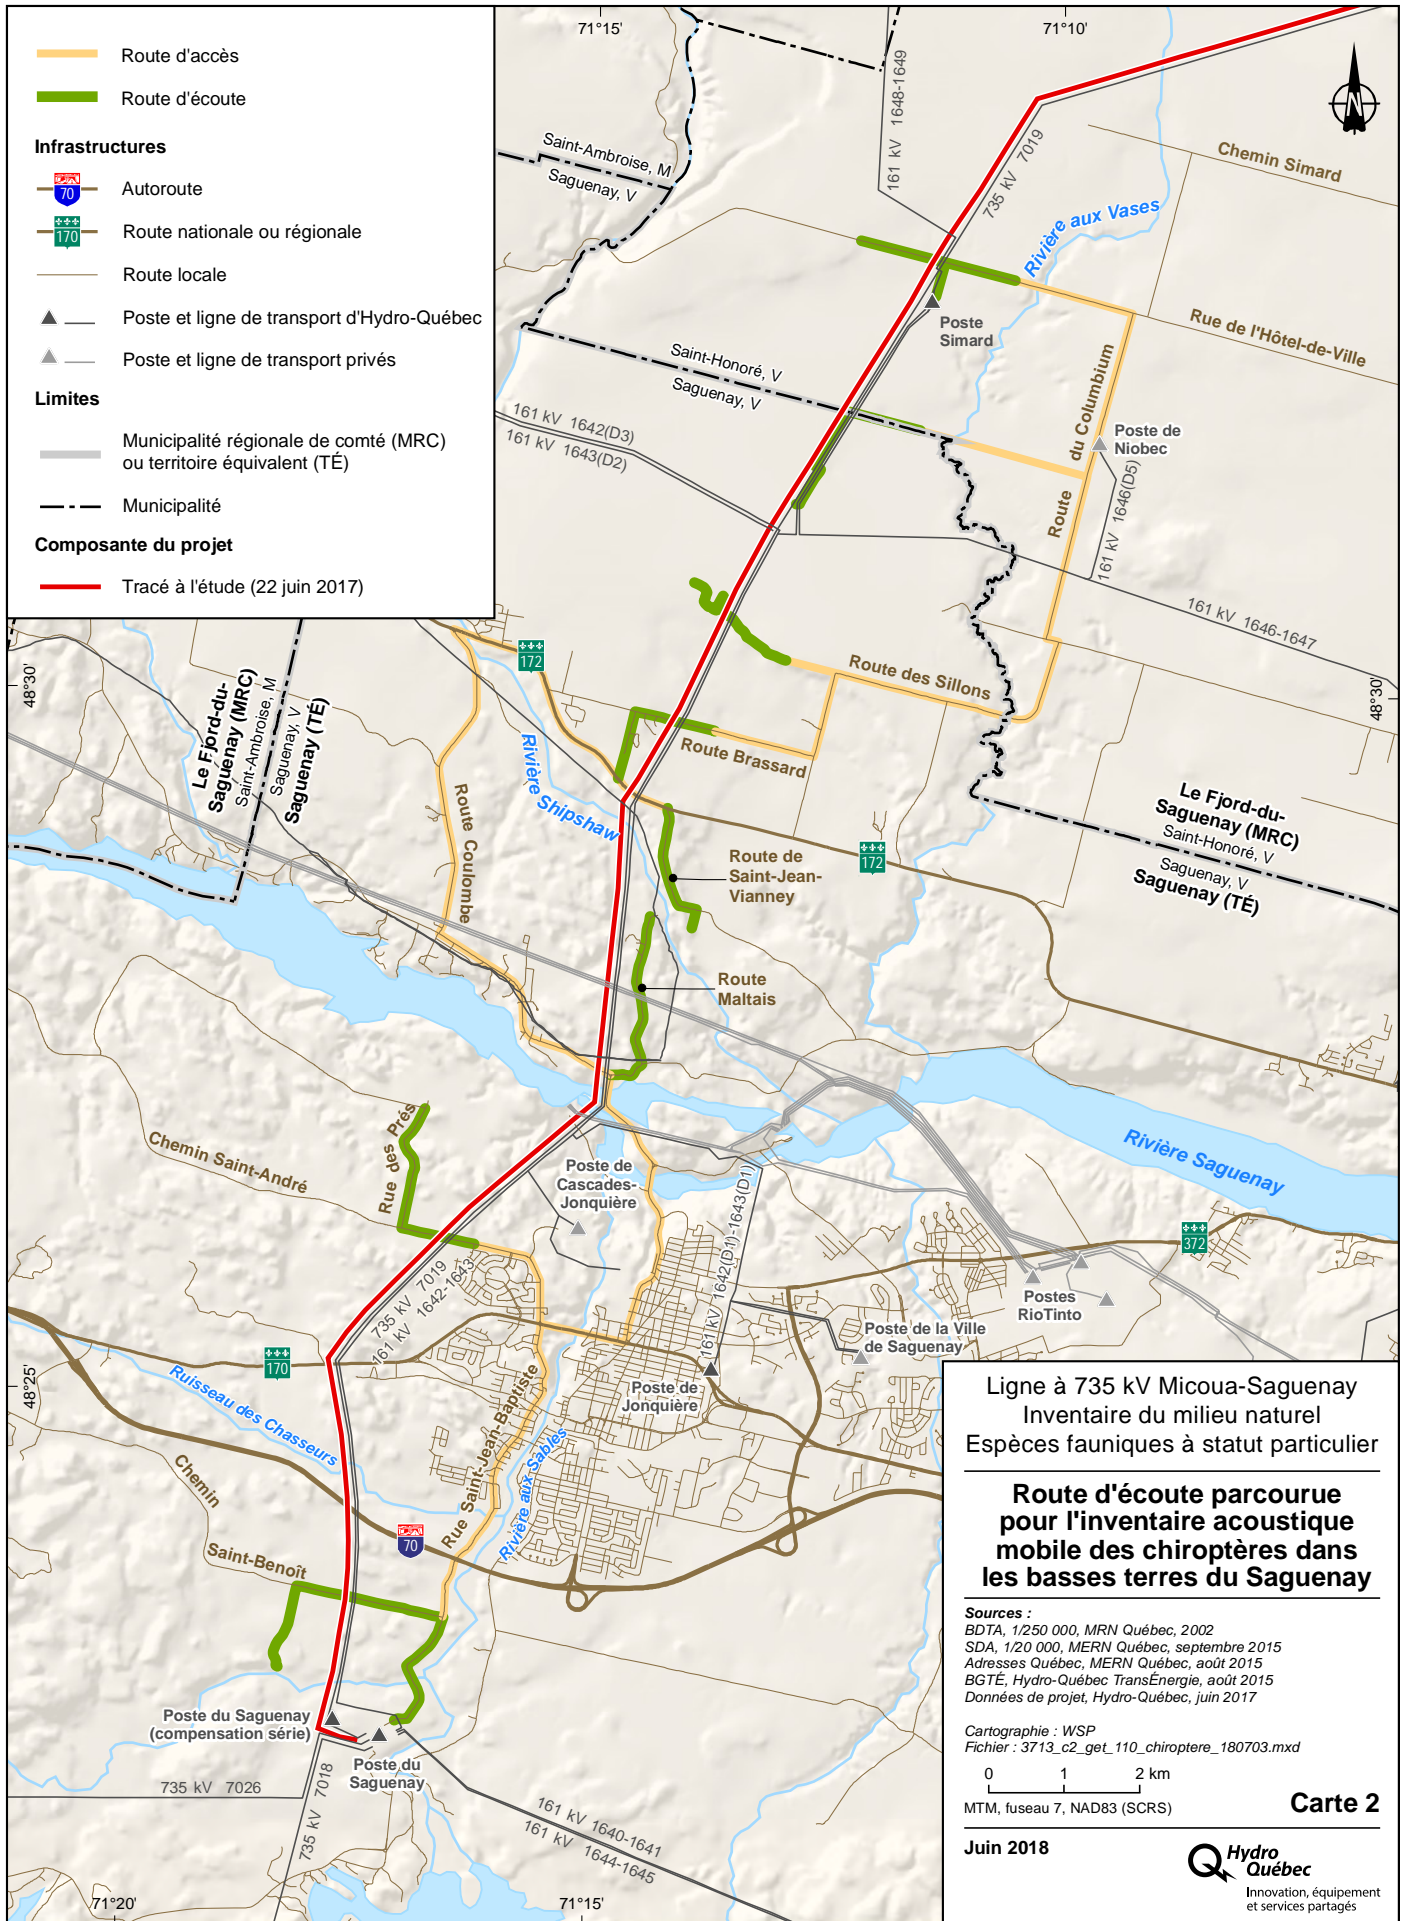 Route d'accès
Route d'écoute
Infrastructures
70
Autoroute
170
Route nationale ou régionale
Route locale
Poste et ligne de transport d'Hydro-Québec
Poste et ligne de transport privés
Limites
Municipalité régionale de comté (MRC)
ou territoire équivalent (TÉ)
Municipalité
Composante du projet
Tracé à l'étude (22 juin 2017)
71°15'
71°10'
N
161 kV 1648-1649
735 kV 7019
Chemin Simard
Saint-Ambroise, M
Saguenay, V
Rivière aux Vases
Poste
Simard
Rue de l'Hôtel-de-Ville
Saint-Honoré, V
Saguenay, V
161 kV 1642(D3)
161 kV 1643(D2)
Route du Columbium
Poste de
Niobec
161 kV 1646(D5)
161 kV 1646-1647
172
Route des Sillons
48°30'
48°30'
Le Fjord-du-
Saguenay (MRC)
Saint-Ambroise, M
Saguenay, V
Saguenay (TÉ)
Route Brassard
Rivière Shipshaw
Route Coulombe
Route de
Saint-Jean-
Vianney
172
Le Fjord-du-
Saguenay (MRC)
Saint-Honoré, V
Saguenay, V
Saguenay (TÉ)
Route
Maltais
Rue des Prés
Chemin Saint-André
Poste de
Cascades-
Jonquière
Rivière Saguenay
161 kV 1642(D1)-1643(D1)
372
735 kV 7019
161 kV 1642-1643
Postes
RioTinto
Poste de la Ville
de Saguenay
170
Poste de
Jonquière
48°25'
Ruisseau des Chasseurs
Rue Saint-Jean-Baptiste
Rivière aux Sables
Chemin
Saint-Benoît
70
Poste du Saguenay
(compensation série)
Poste du
Saguenay
735 kV 7026
735 kV 7018
161 kV 1640-1641
161 kV 1644-1645
71°20'
71°15'
Ligne à 735 kV Micoua-Saguenay
Inventaire du milieu naturel
Espèces fauniques à statut particulier
Route d'écoute parcourue
pour l'inventaire acoustique
mobile des chiroptères dans
les basses terres du Saguenay
Sources :
BDTA, 1/250 000, MRN Québec, 2002
SDA, 1/20 000, MERN Québec, septembre 2015
Adresses Québec, MERN Québec, août 2015
BGTÉ, Hydro-Québec TransÉnergie, août 2015
Données de projet, Hydro-Québec, juin 2017
Cartographie : WSP
Fichier : 3713_c2_get_110_chiroptere_180703.mxd
0 1 2 km
MTM, fuseau 7, NAD83 (SCRS)
Carte 2
Juin 2018
Hydro
Québec
Innovation, équipement
et services partagés